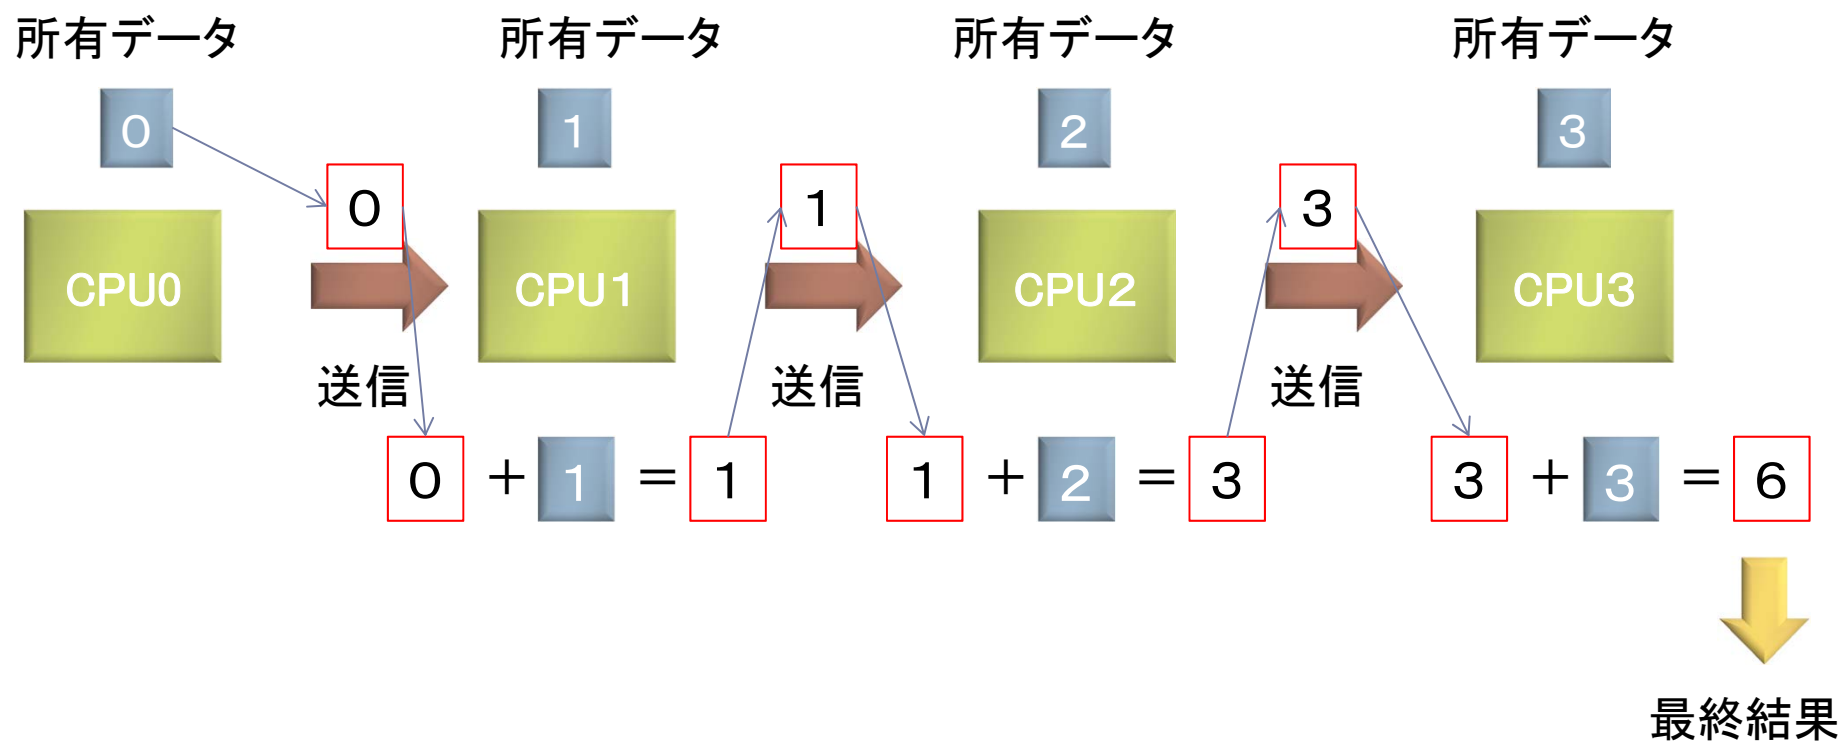 所有データ 所有データ 所有データ 所有データ
0 1 2 3
0 1 3
CPU0 CPU1 CPU2 CPU3
送信 送信 送信
0 + 1 = 1 1 + 2 = 3 3 + 3 = 6
最終結果